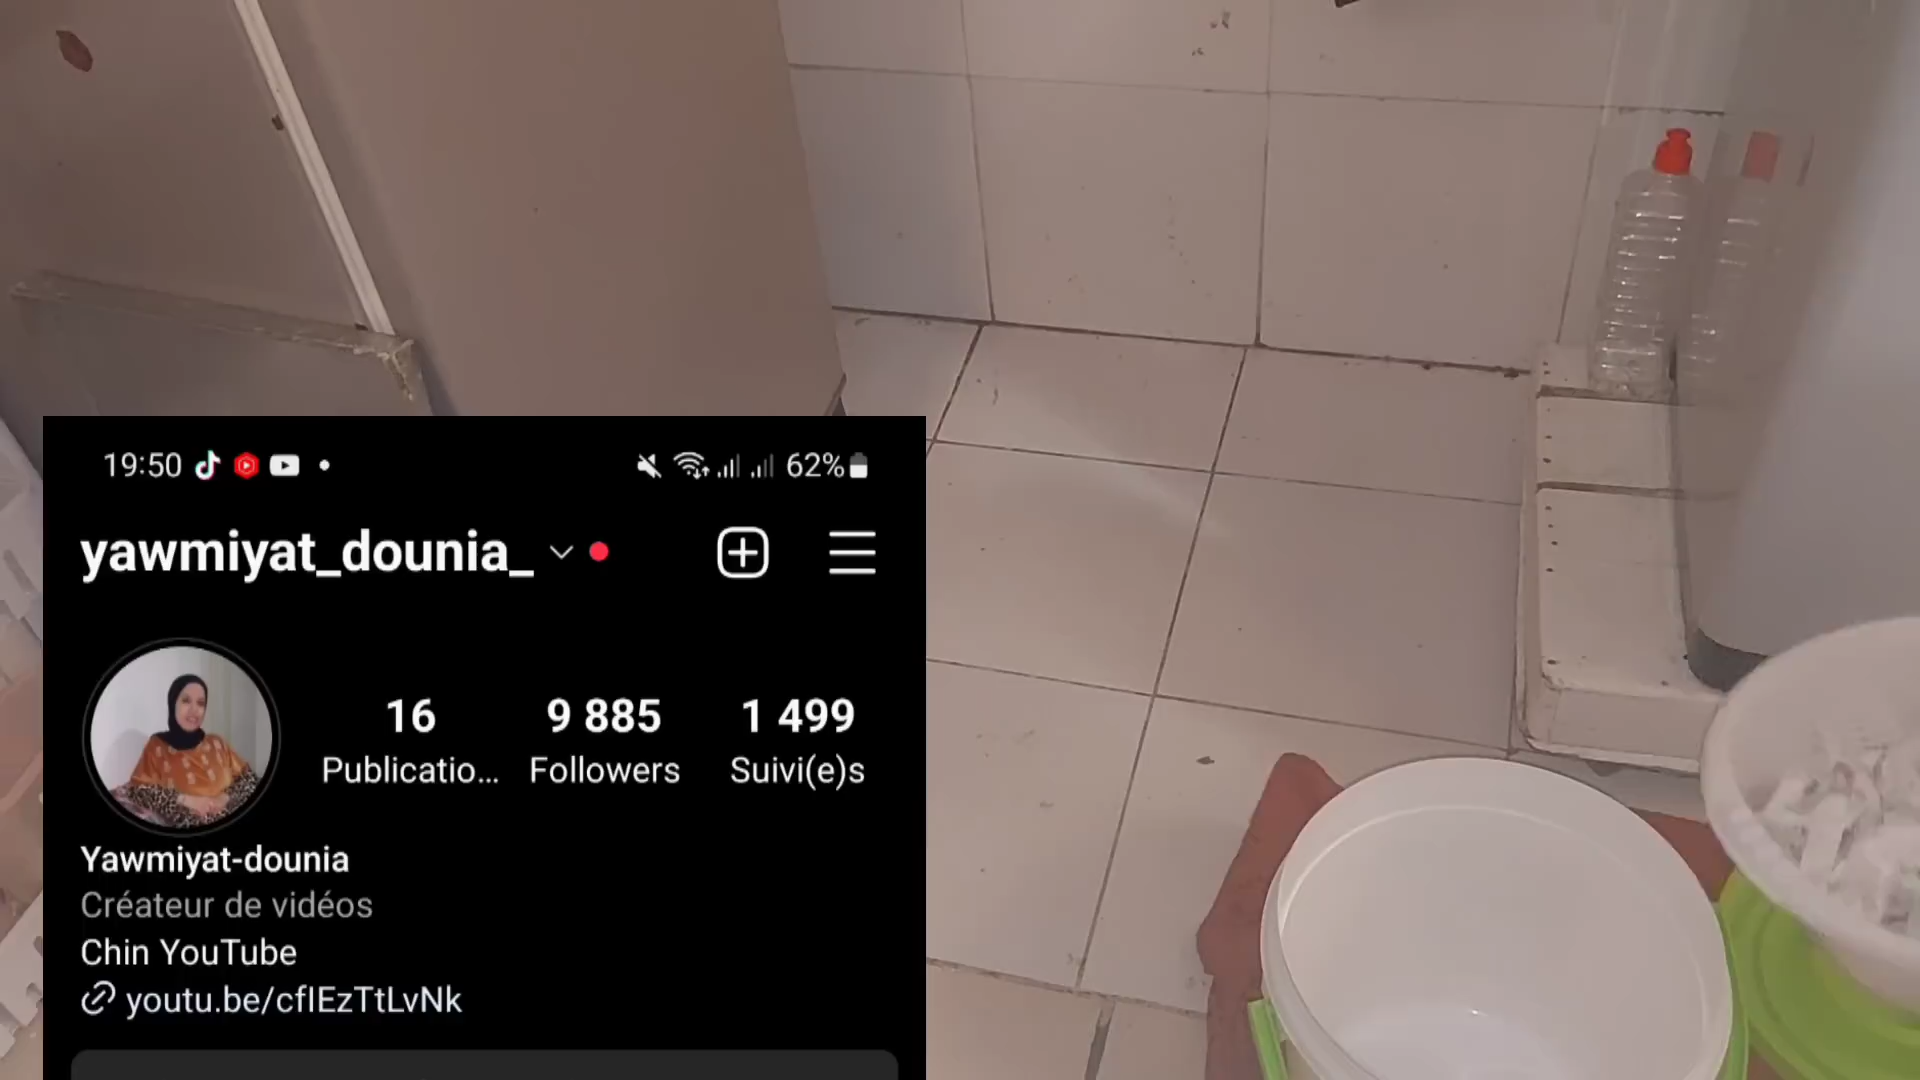 19:50 62%
yawmiyat_dounia_
16 9 885 1 499
Publicatio... Followers Suivi(e)s
Yawmiyat-dounia
Créateur de vidéos
Chin YouTube
youtu.be/cflEzTtLvNk